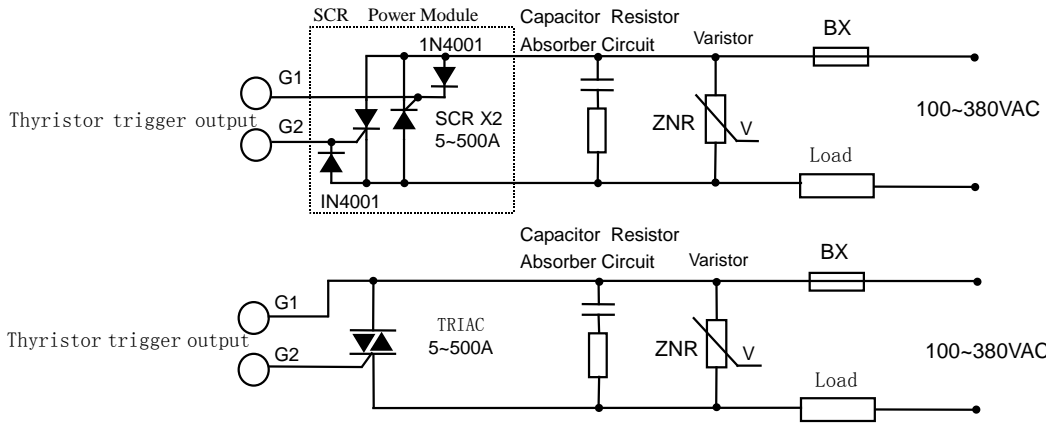 SCR Power Module
1N4001
G1
Thyristor trigger output
G2
SCR X2
5~500A
IN4001
Capacitor Resistor
Absorber Circuit
Varistor
ZNR
V
BX
100~380VAC
Load
Capacitor Resistor
Absorber Circuit
Varistor
BX
G1
Thyristor trigger output
G2
TRIAC
5~500A
ZNR
V
100~380VAC
Load